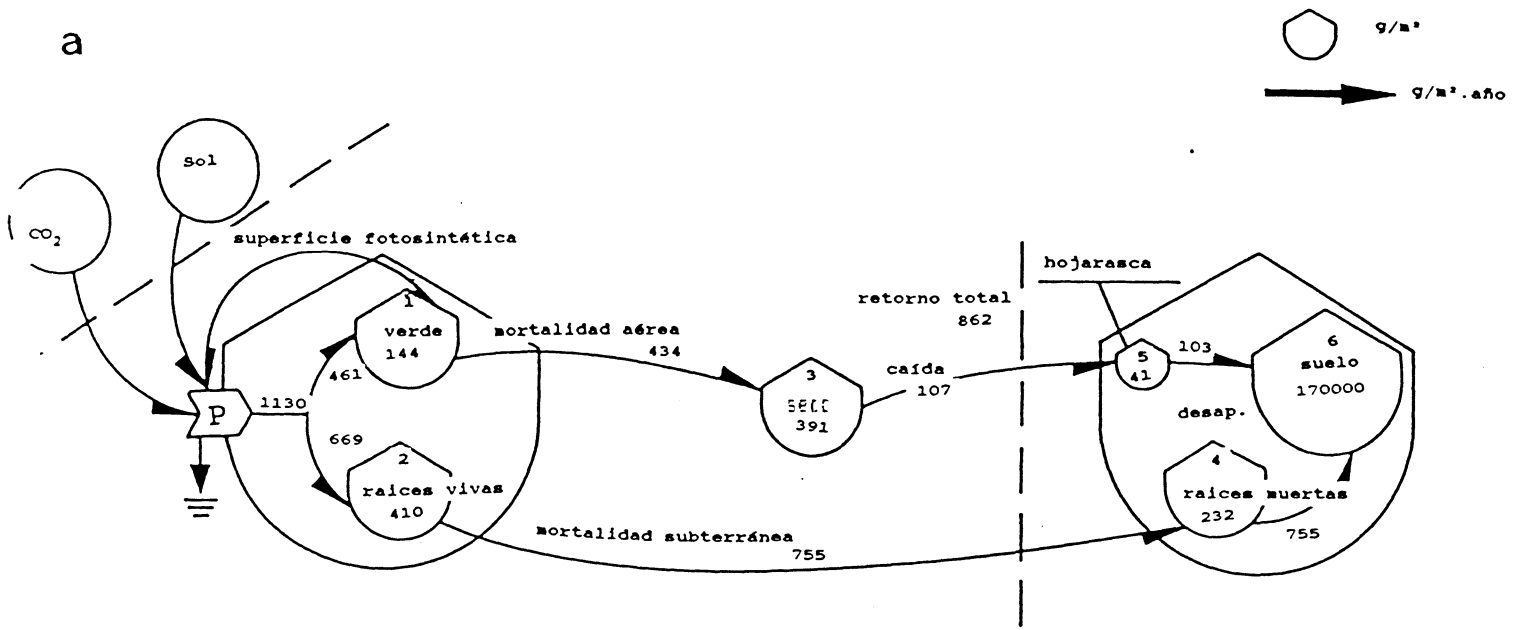 a
g/m²
g/m².año
sol
CO₂
superficie fotosintética
1
verde
144
mortalidad aérea
434
461
P
1130
669
2
raices vivas
410
mortalidad subterránea
755
3
391
caída
107
retorno total
862
hojarasca
5
41
103
6
suelo
170000
desap.
4
raices muertas
232
755